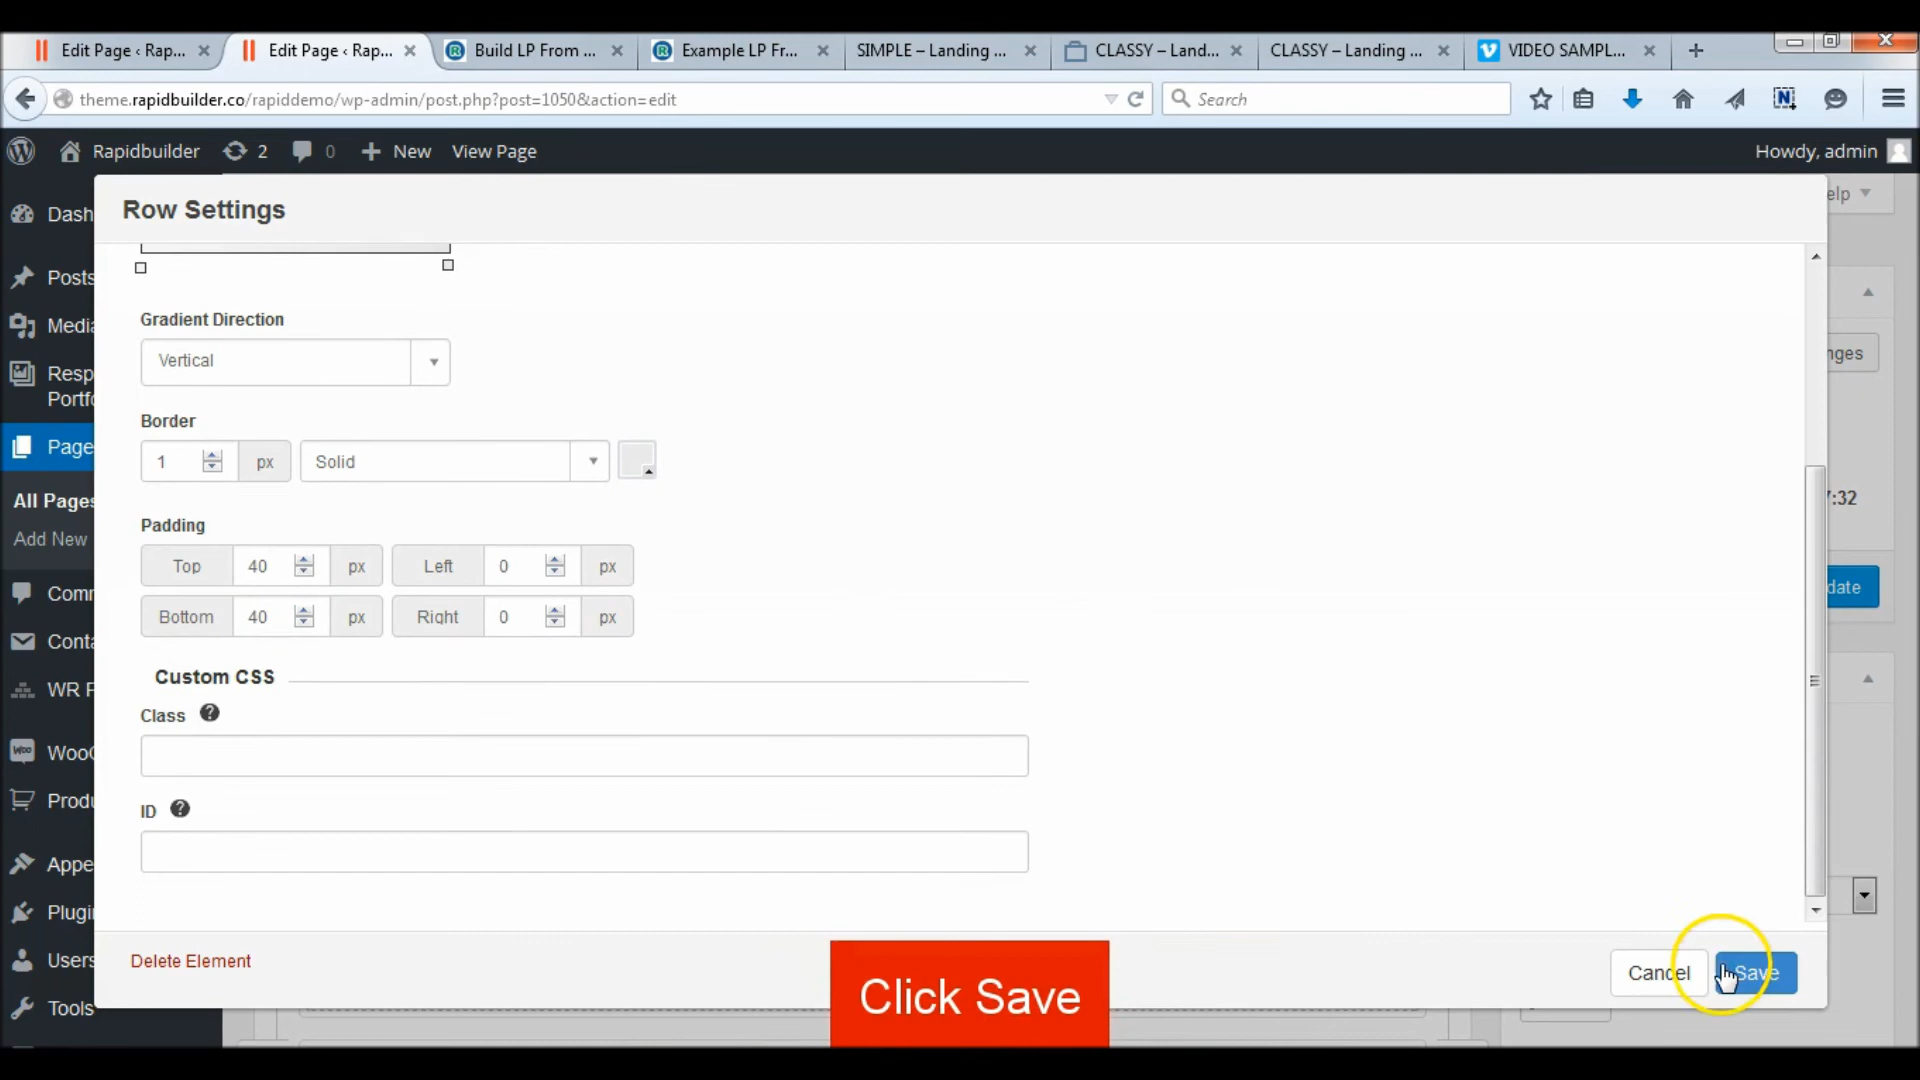 Edit Page ‹ Rap...
Edit Page ‹ Rap...
Build LP From ...
Example LP Fr...
SIMPLE – Landing ...
CLASSY – Land...
CLASSY – Landing ...
VIDEO SAMPL...
theme.rapidbuilder.co/rapiddemo/wp-admin/post.php?post=1050&action=edit
Search
Rapidbuilder
2
0
New
View Page
Howdy, admin
Row Settings
elp
Dash
Posts
Media
Resp
Portfo
Page
All Pages
Add New
Comm
Conta
WR F
Woo
WooC
Produ
Appe
Plugi
Users
Tools
Gradient Direction
Vertical
Border
1
px
Solid
Padding
Top
40
px
Left
0
px
Bottom
40
px
Right
0
px
Custom CSS
Class
ID
nges
7:32
date
Delete Element
Cancel
Save
Click Save